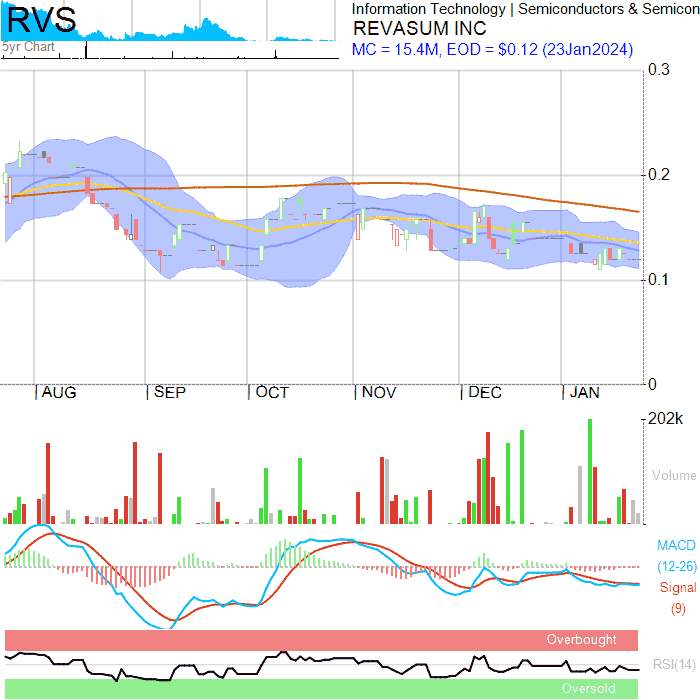 RVS
5yr Chart
Information Technology | Semiconductors & Semicon
REVASUM INC
MC = 15.4M, EOD = $0.12 (23Jan2024)
0.3
0.2
0.1
0
AUG SEP OCT NOV DEC JAN
202k
Volume
MACD
(12-26)
Signal
(9)
Overbought
RSI(14)
Oversold